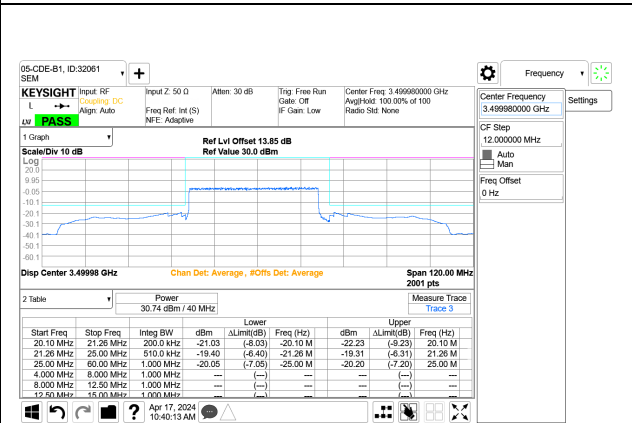 05-CDE-B1, ID:32061
SEM
Frequency
KEYSIGHT
L
LXI PASS
Input: RF
Coupling: DC
Align: Auto
Input Z: 50 Ω
Freq Ref: Int (S)
NFE: Adaptive
Atten: 30 dB
Trig: Free Run
Gate: Off
IF Gain: Low
Center Freq: 3.499980000 GHz
Avg|Hold: 100.00% of 100
Radio Std: None
Center Frequency
3.499980000 GHz
Settings
CF Step
12.000000 MHz
Auto
Man
Freq Offset
0 Hz
1 Graph
Scale/Div 10 dB
Ref Lvl Offset 13.85 dB
Ref Value 30.0 dBm
Log
20.0
9.95
-0.05
-10.1
-20.1
-30.1
-40.1
-50.1
-60.1
Disp Center 3.49998 GHz
Chan Det: Average , #Offs Det: Average
Span 120.00 MHz
2001 pts
2 Table
Power
30.74 dBm / 40 MHz
Measure Trace
Trace 3
Lower Upper
Start Freq Stop Freq Integ BW dBm ΔLimit(dB) Freq (Hz) dBm ΔLimit(dB) Freq (Hz)
20.10 MHz 21.26 MHz 200.0 kHz -21.03 (-8.03) -20.10 M -22.23 (-9.23) 20.10 M
21.26 MHz 25.00 MHz 510.0 kHz -19.40 (-6.40) -21.26 M -19.31 (-6.31) 21.26 M
25.00 MHz 60.00 MHz 1.000 MHz -20.05 (-7.05) -25.00 M -20.20 (-7.20) 25.00 M
4.000 MHz 8.000 MHz 1.000 MHz --- (---) --- --- (---) ---
8.000 MHz 12.50 MHz 1.000 MHz --- (---) --- --- (---) ---
12.50 MHz 15.00 MHz 1.000 MHz --- (---) --- --- (---) ---
?
Apr 17, 2024
10:40:13 AM